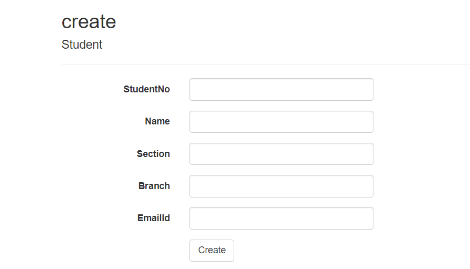 create
Student
StudentNo
Name
Section
Branch
EmailId
Create